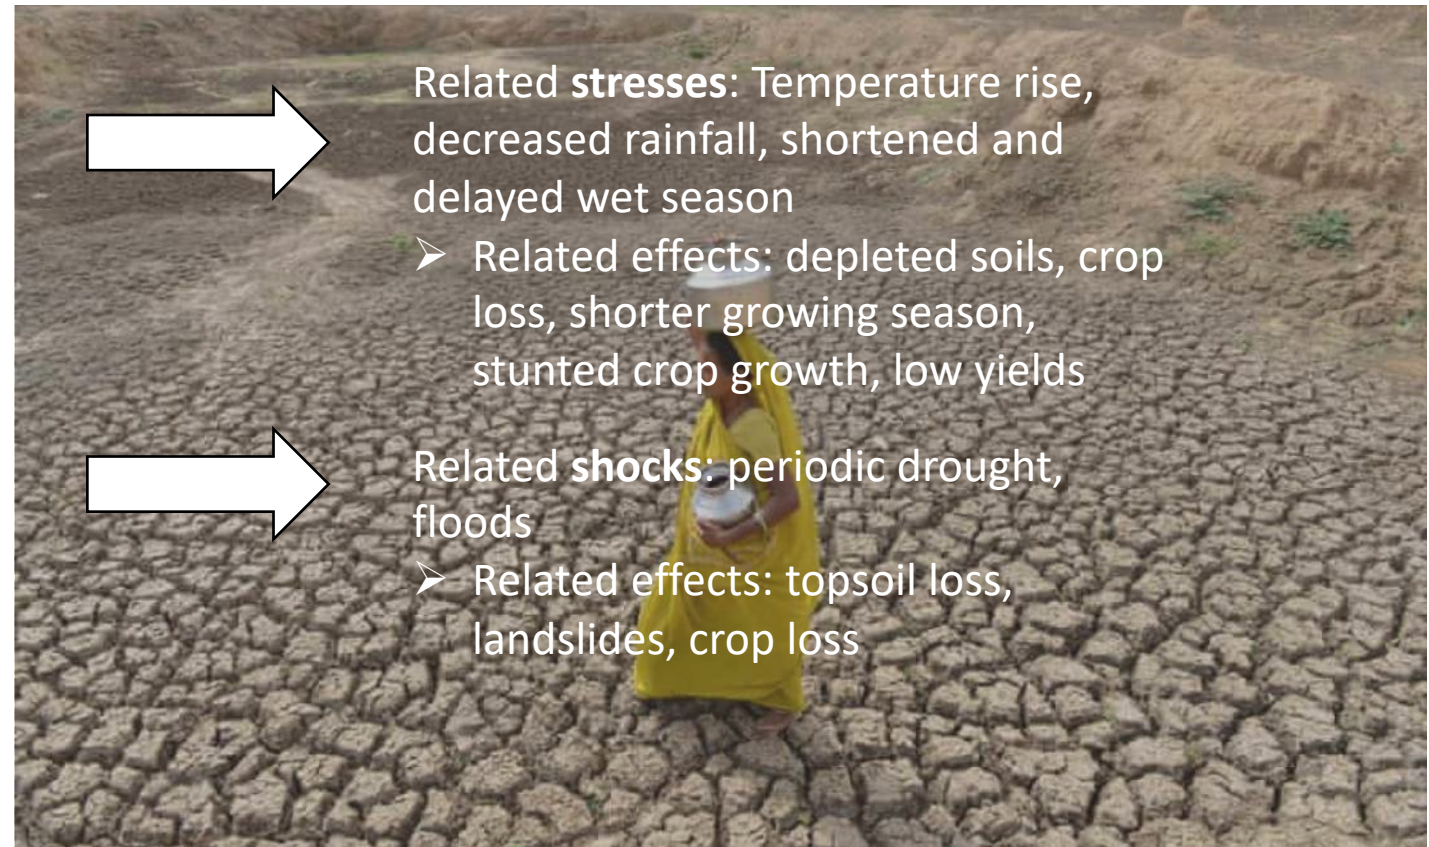 Related stresses: Temperature rise,
decreased rainfall, shortened and
delayed wet season
➢ Related effects: depleted soils, crop
loss, shorter growing season,
stunted crop growth, low yields
Related shocks: periodic drought,
floods
➢ Related effects: topsoil loss,
landslides, crop loss